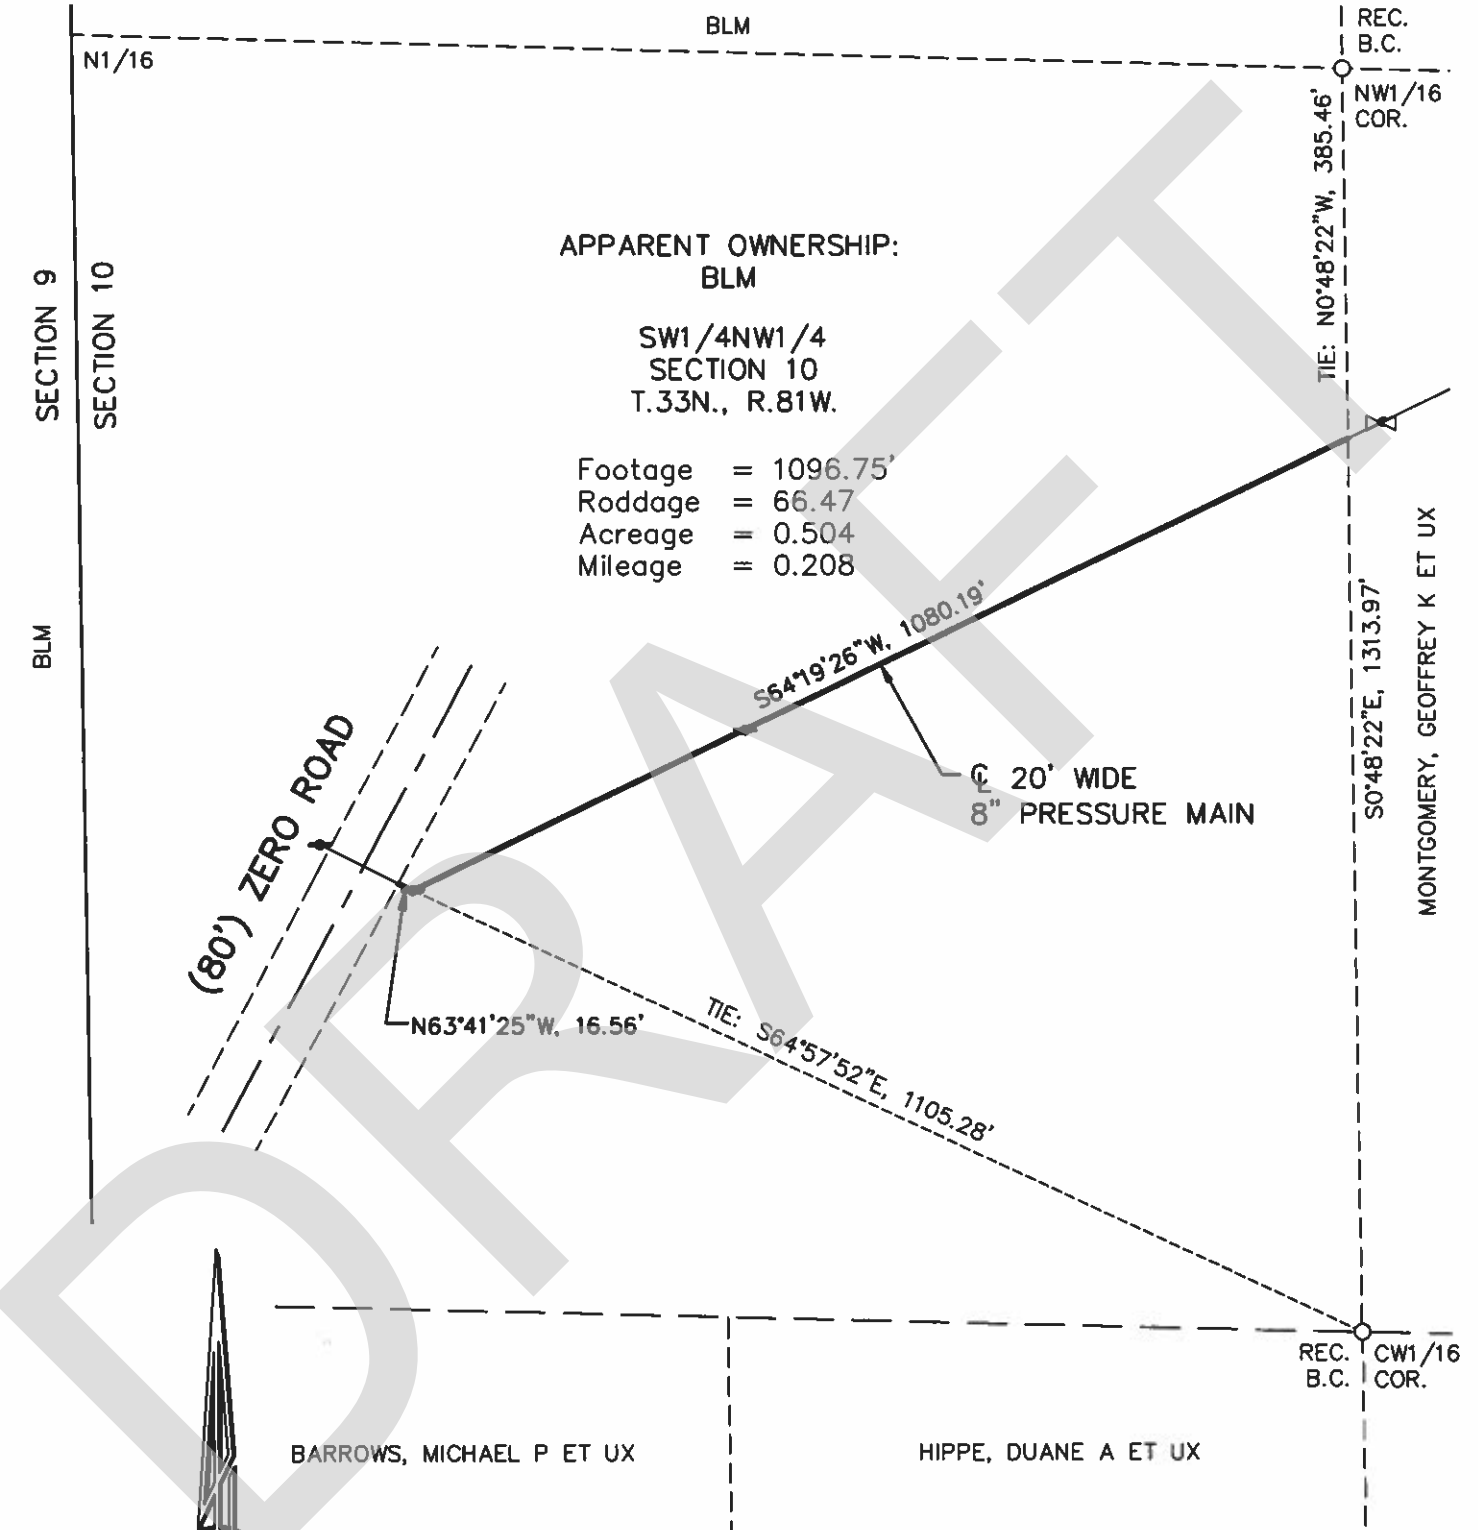 BLM
REC.
B.C.
N1/16
NW1/16
COR.
TIE: N0°48'22"W, 385.46'
APPARENT OWNERSHIP:
BLM
SW1/4NW1/4
SECTION 10
T.33N., R.81W.
SECTION 9
SECTION 10
Footage = 1096.75'
Roddage = 66.47
Acreage = 0.504
Mileage = 0.208
BLM
S64°19'26"W, 1080.19'
S0°48'22"E, 1313.97'
MONTGOMERY, GEOFFREY K ET UX
℄ 20' WIDE
8" PRESSURE MAIN
(80') ZERO ROAD
N63°41'25"W, 16.56'
TIE: S64°57'52"E, 1105.28'
REC.
B.C.
CW1/16
COR.
BARROWS, MICHAEL P ET UX
HIPPE, DUANE A ET UX
DRAFT